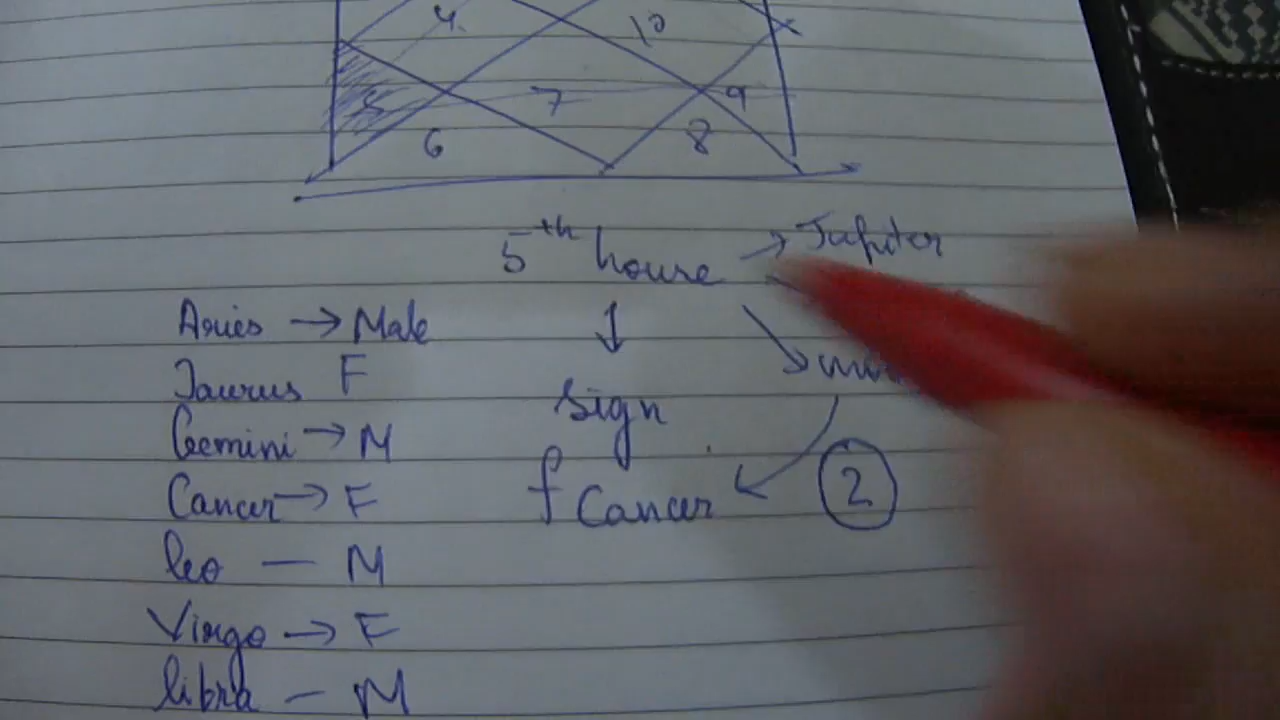 4
10
5
7
9
6
8
5th house → Jupiter
Aries → Male
Taurus F
sign
Gemini → M
Cancer → F
f Cancer
2
leo — M
Virgo → F
libra — M